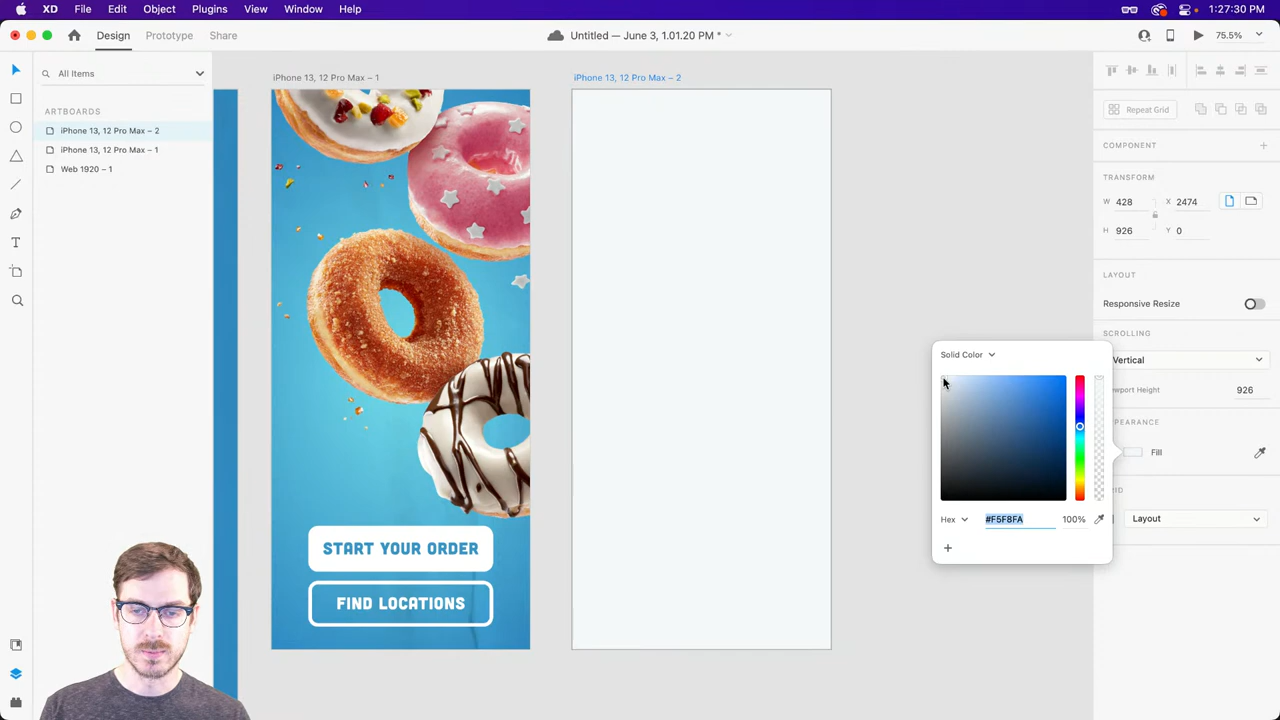 XD File Edit Object Plugins View Window Help 1:27:30 PM
Design Prototype Share Untitled — June 3, 1.01.20 PM * 75.5%
All Items
ARTBOARDS
iPhone 13, 12 Pro Max – 2
iPhone 13, 12 Pro Max – 1
Web 1920 – 1
iPhone 13, 12 Pro Max – 1
iPhone 13, 12 Pro Max – 2
START YOUR ORDER
FIND LOCATIONS
Solid Color
Hex #F5F8FA 100%
+
Repeat Grid
COMPONENT
TRANSFORM
W 428 X 2474
H 926 Y 0
LAYOUT
Responsive Resize
SCROLLING
Vertical
ewport Height 926
PEARANCE
Fill
RID
Layout